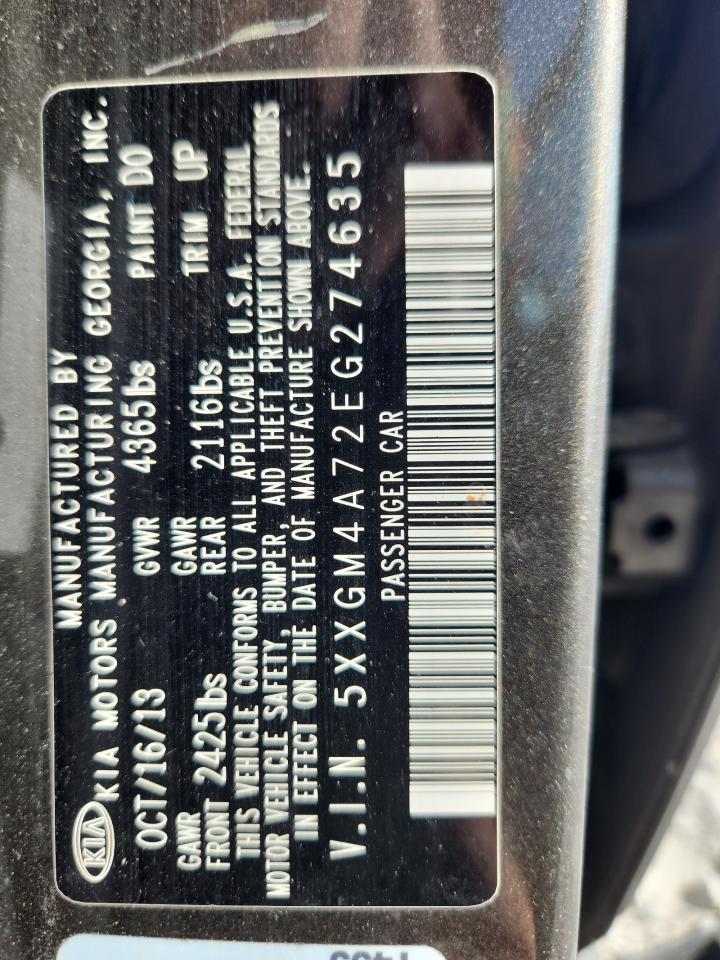 MANUFACTURED BY
KIA KIA MOTORS MANUFACTURING GEORGIA, INC.
OCT/16/13 GVWR 4365lbs PAINT DO
GAWR FRONT 2425lbs GAWR REAR 2116lbs TRIM UP
THIS VEHICLE CONFORMS TO ALL APPLICABLE U.S.A. FEDERAL
MOTOR VEHICLE SAFETY, BUMPER, AND THEFT PREVENTION STANDARDS
IN EFFECT ON THE DATE OF MANUFACTURE SHOWN ABOVE.
V.I.N. 5XXGM4A72EG274635
PASSENGER CAR